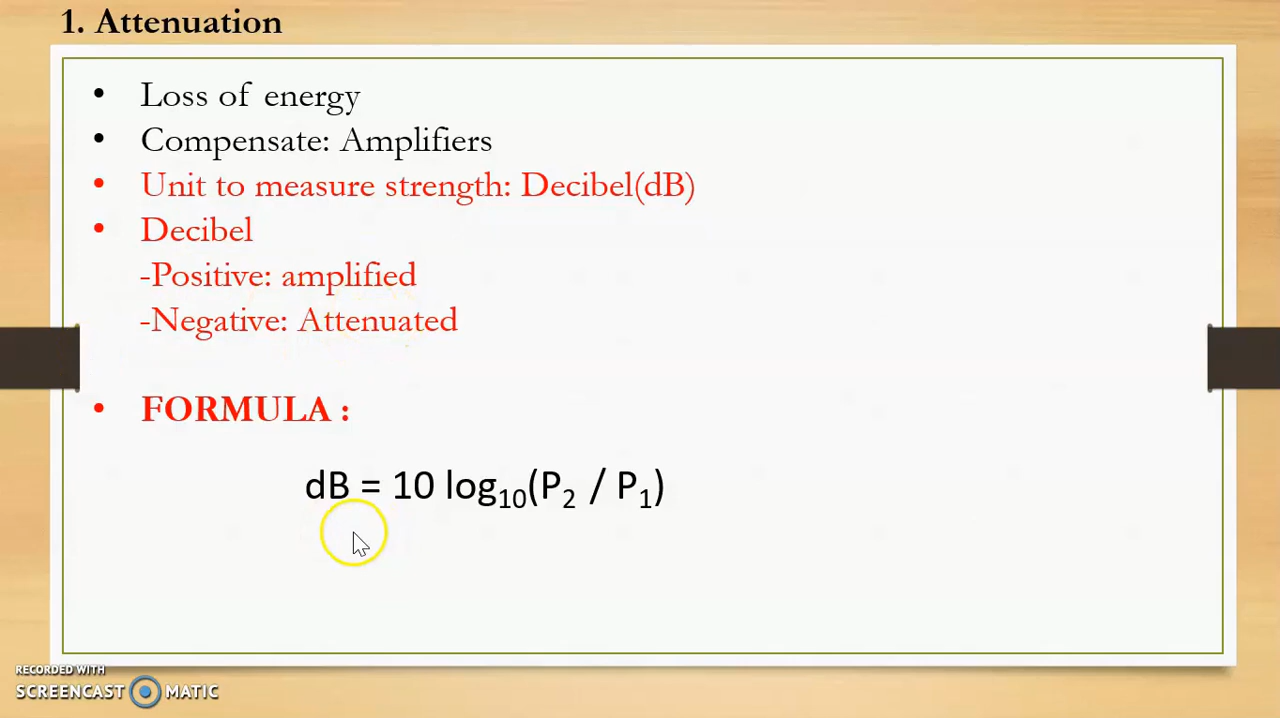 1. Attenuation
• Loss of energy
• Compensate: Amplifiers
• Unit to measure strength: Decibel(dB)
• Decibel
-Positive: amplified
-Negative: Attenuated
• FORMULA :
dB = 10 log₁₀(P₂ / P₁)
RECORDED WITH
SCREENCAST MATIC